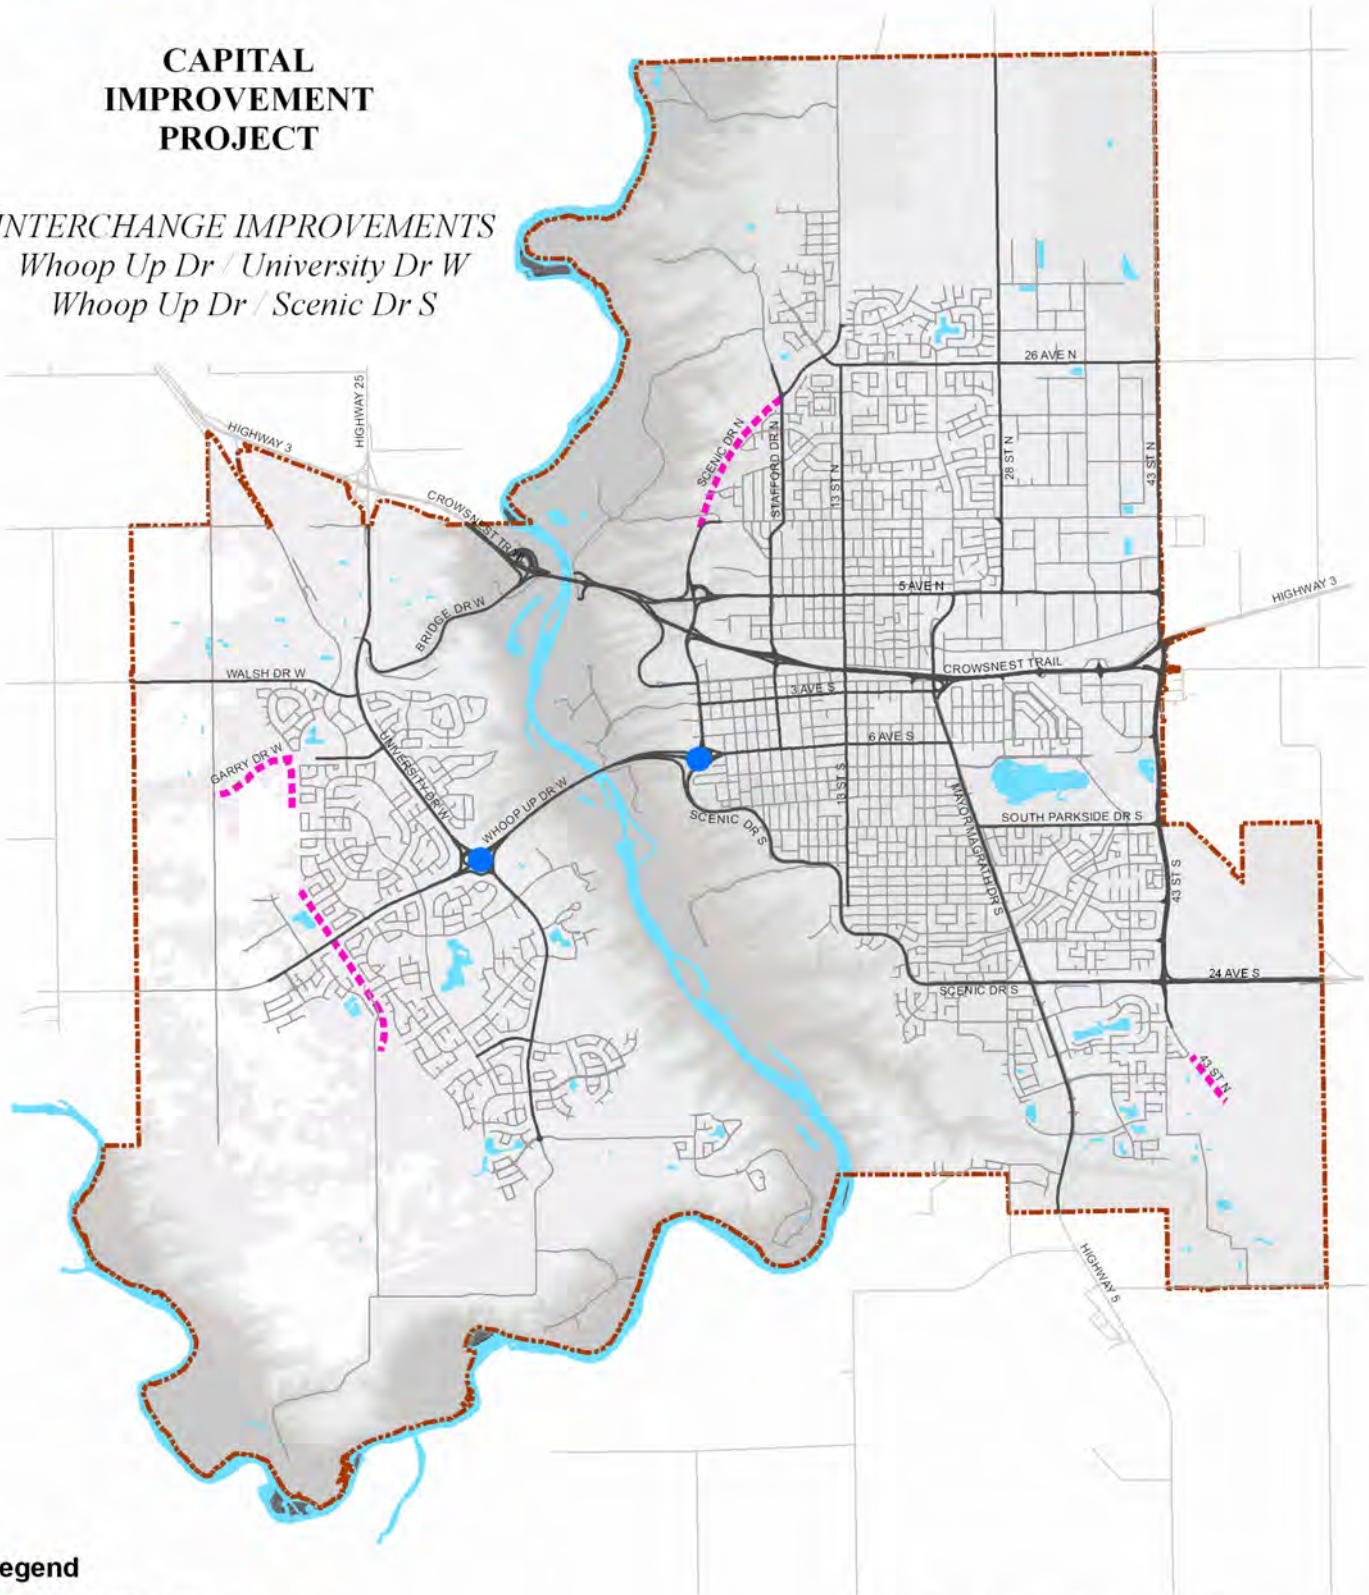 CAPITAL
IMPROVEMENT
PROJECT
NTERCHANGE IMPROVEMENTS
Whoop Up Dr / University Dr W
Whoop Up Dr / Scenic Dr S
26 AVE N
HIGHWAY 25
HIGHWAY 3
SCENIC DR N
STAFFORD DR N
13 ST N
28 ST N
43 ST N
CROWSNEST TRAIL
5 AVE N
HIGHWAY 3
BRIDGE DR W
WALSH DR W
CROWSNEST TRAIL
3 AVE S
6 AVE S
GARRY DR W
UNIVERSITY DR W
WHOOP UP DR W
13 ST S
SCENIC DR S
MAYOR MAGRATH DR S
SOUTH PARKSIDE DR S
43 ST S
24 AVE S
SCENIC DR S
43 ST N
HIGHWAY 5
egend